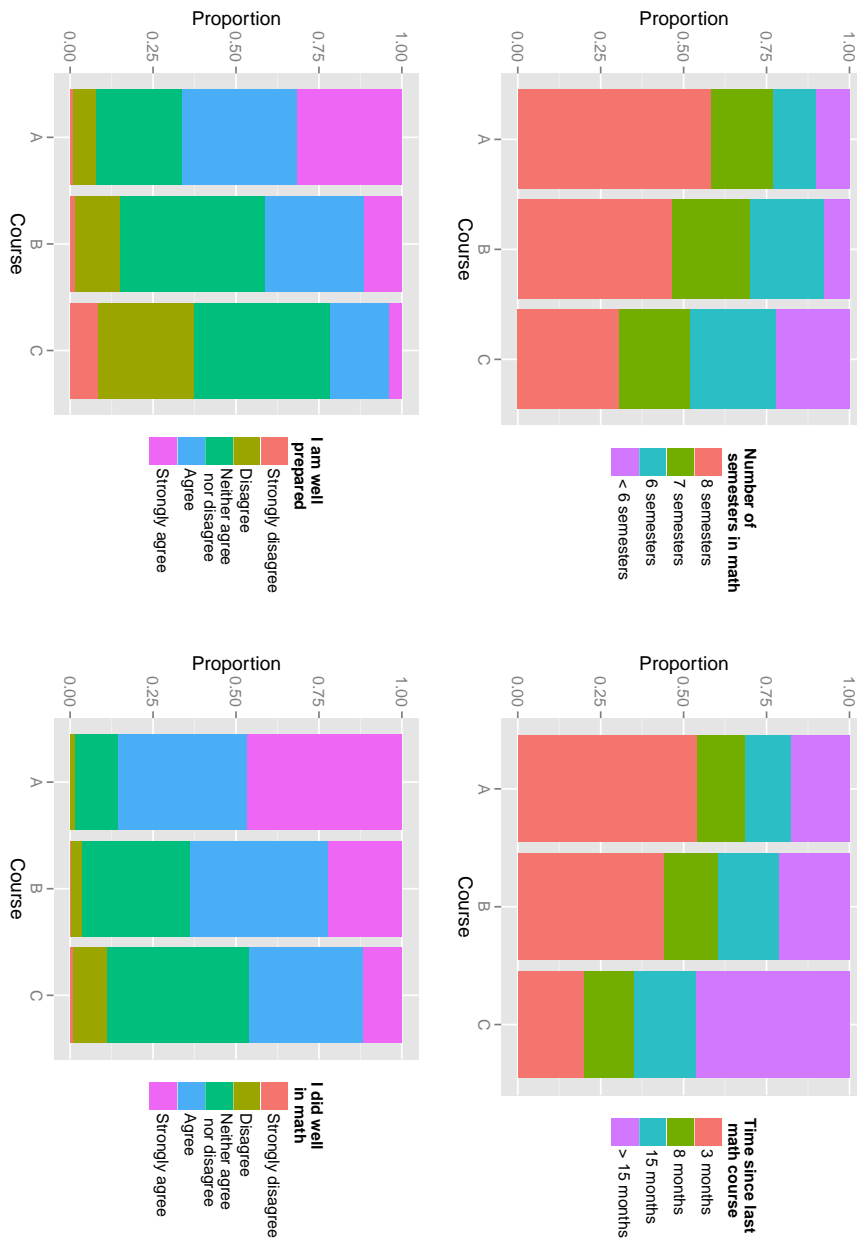 Proportion
1.00
0.75
0.50
0.25
0.00
A
B
C
Course
Number of
semesters in math
8 semesters
7 semesters
6 semesters
< 6 semesters
Proportion
1.00
0.75
0.50
0.25
0.00
A
B
C
Course
Time since last
math course
3 months
8 months
15 months
> 15 months
Proportion
1.00
0.75
0.50
0.25
0.00
A
B
C
Course
I am well
prepared
Strongly disagree
Disagree
Neither agree
nor disagree
Agree
Strongly agree
Proportion
1.00
0.75
0.50
0.25
0.00
A
B
C
Course
I did well
in math
Strongly disagree
Disagree
Neither agree
nor disagree
Agree
Strongly agree